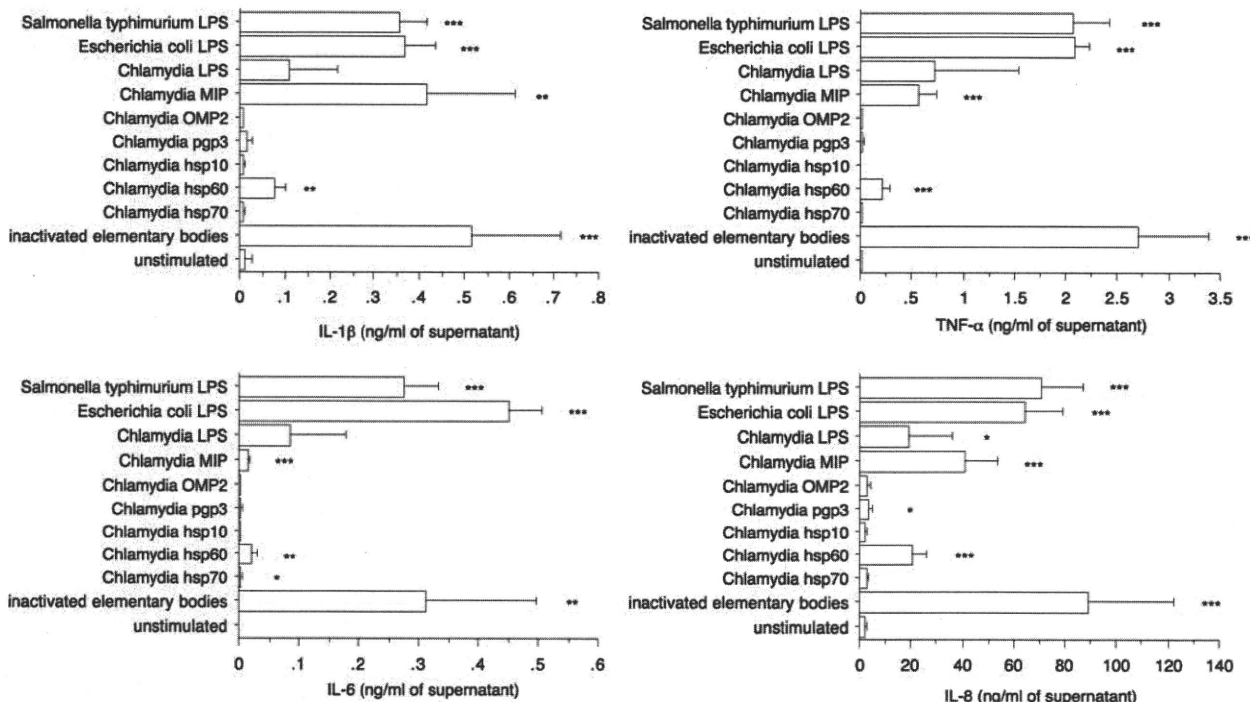 Salmonella typhimurium LPS ***
Escherichia coli LPS ***
Chlamydia LPS
Chlamydia MIP **
Chlamydia OMP2
Chlamydia pgp3
Chlamydia hsp10
Chlamydia hsp60 **
Chlamydia hsp70
inactivated elementary bodies ***
unstimulated
0 .1 .2 .3 .4 .5 .6 .7 .8
IL-1β (ng/ml of supernatant)
Salmonella typhimurium LPS ***
Escherichia coli LPS ***
Chlamydia LPS
Chlamydia MIP ***
Chlamydia OMP2
Chlamydia pgp3
Chlamydia hsp10
Chlamydia hsp60 ***
Chlamydia hsp70
inactivated elementary bodies ***
unstimulated
0 .5 1 1.5 2 2.5 3 3.5
TNF-α (ng/ml of supernatant)
Salmonella typhimurium LPS ***
Escherichia coli LPS ***
Chlamydia LPS
Chlamydia MIP ***
Chlamydia OMP2
Chlamydia pgp3
Chlamydia hsp10
Chlamydia hsp60 **
Chlamydia hsp70 *
inactivated elementary bodies **
unstimulated
0 .1 .2 .3 .4 .5 .6
IL-6 (ng/ml of supernatant)
Salmonella typhimurium LPS ***
Escherichia coli LPS ***
Chlamydia LPS *
Chlamydia MIP ***
Chlamydia OMP2
Chlamydia pgp3 *
Chlamydia hsp10
Chlamydia hsp60 ***
Chlamydia hsp70
inactivated elementary bodies ***
unstimulated
0 20 40 60 80 100 120 140
IL-8 (ng/ml of supernatant)